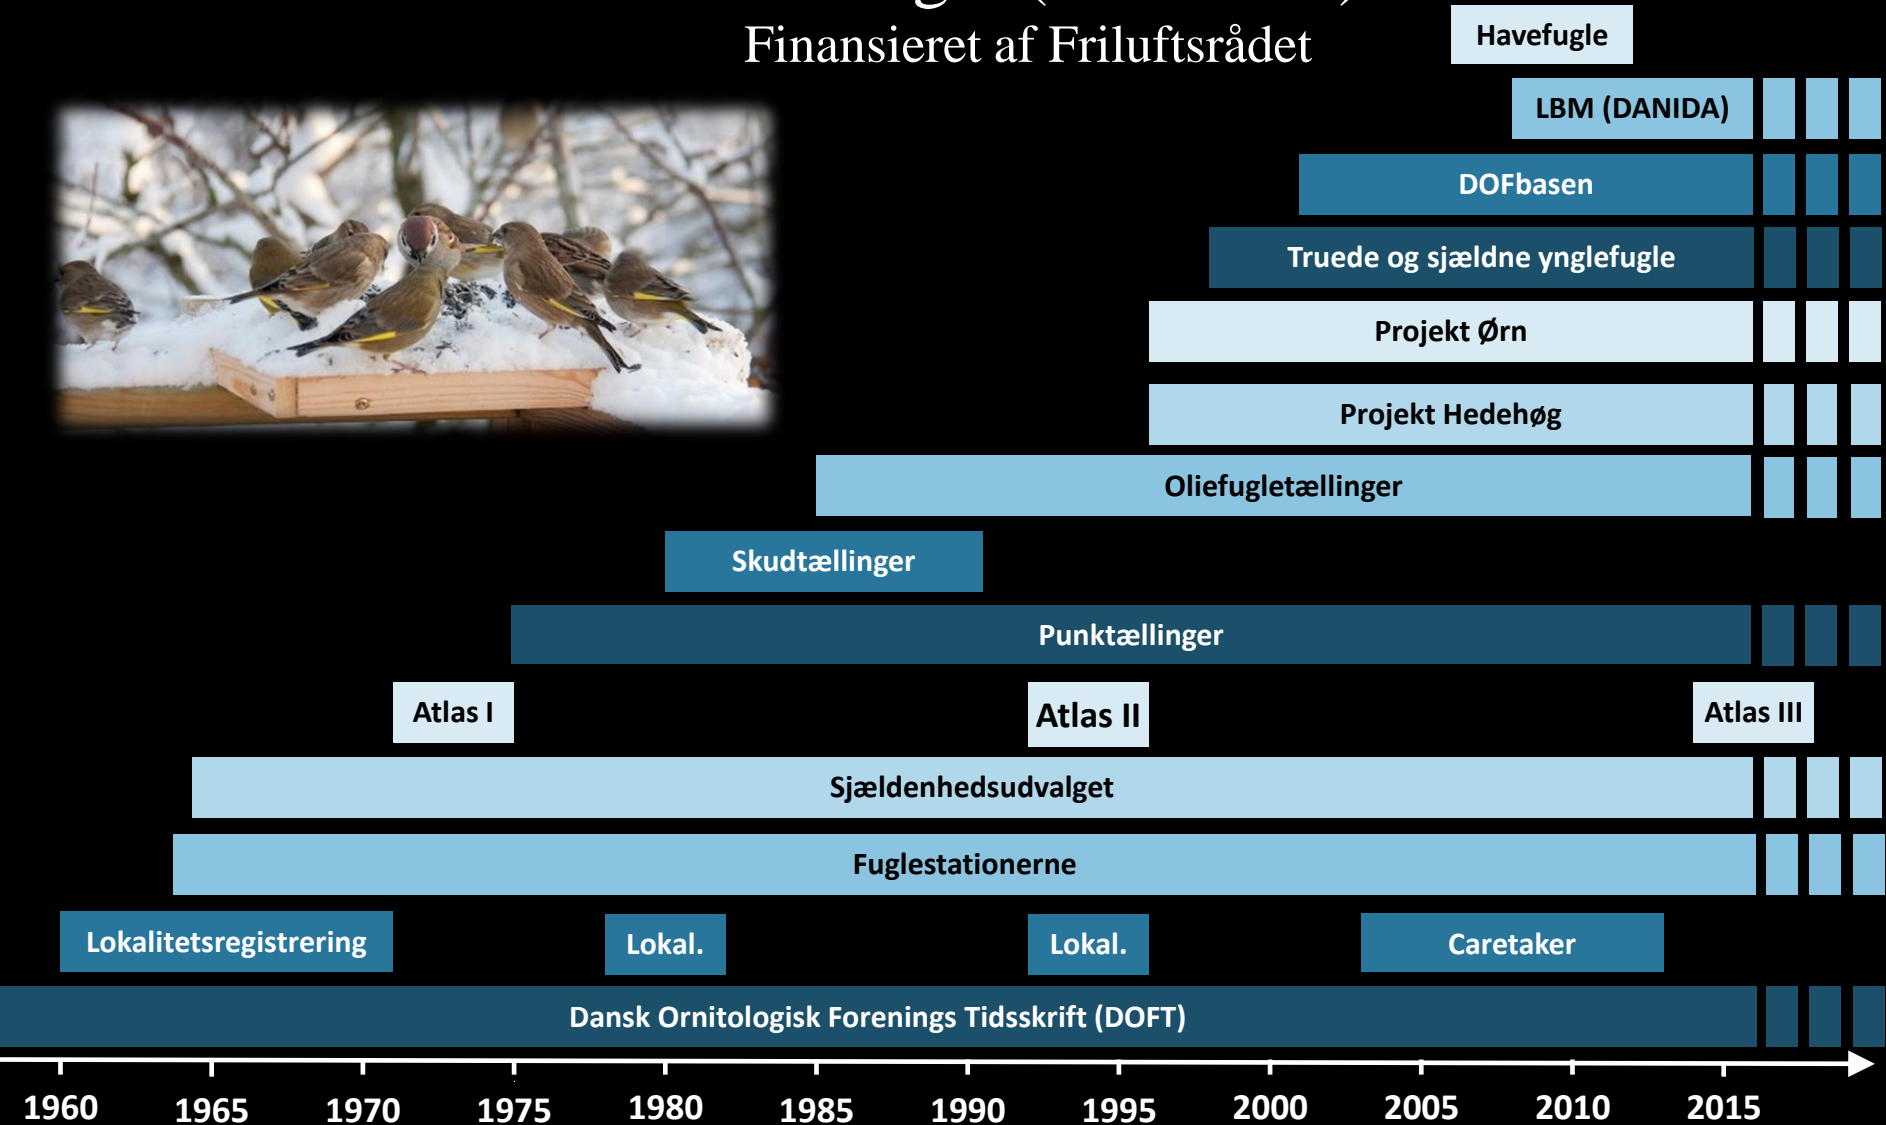 Finansieret af Friluftsrådet
Havefugle
LBM (DANIDA)
DOFbasen
Truede og sjældne ynglefugle
Projekt Ørn
Projekt Hedehøg
Oliefugletællinger
Skudtællinger
Punktællinger
Atlas I Atlas II Atlas III
Sjældenhedsudvalget
Fuglestationerne
Lokalitetsregistrering Lokal. Lokal. Caretaker
Dansk Ornitologisk Forenings Tidsskrift (DOFT)
1960 1965 1970 1975 1980 1985 1990 1995 2000 2005 2010 2015